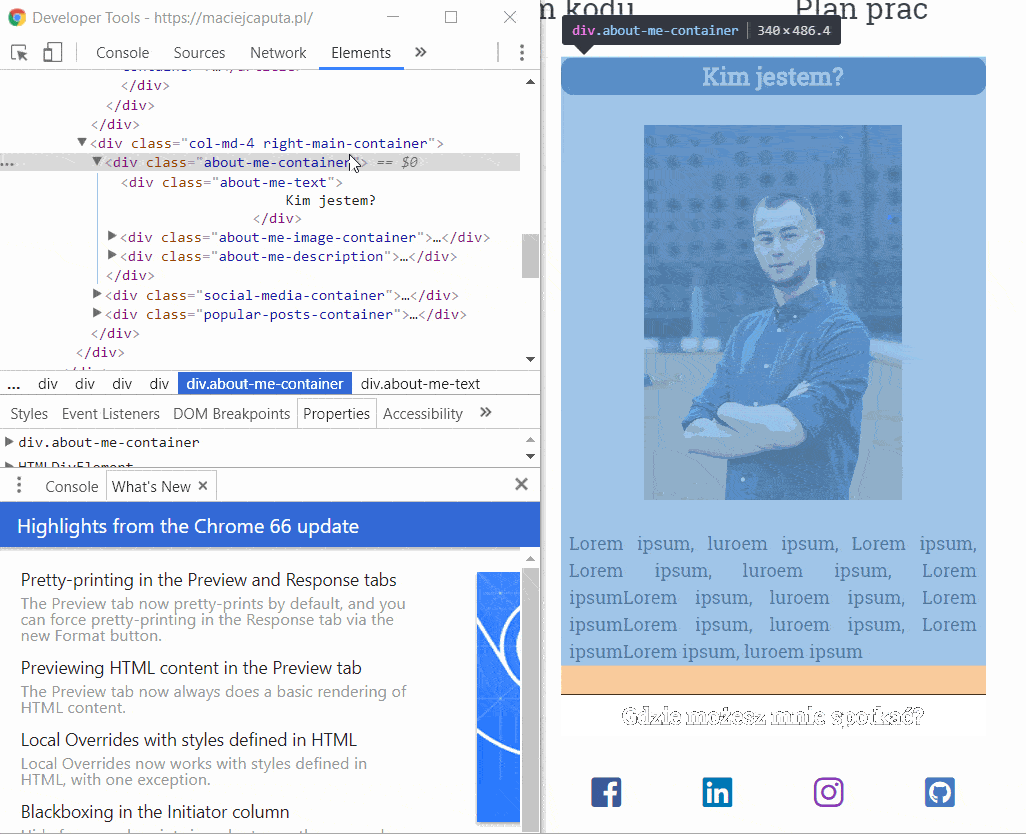 Developer Tools - https://maciejcaputa.pl/
Console Sources Network Elements »
</div>
</div>
</div>
▼<div class="col-md-4 right-main-container">
… ▼<div class="about-me-container"> == $0
<div class="about-me-text">
Kim jestem?
</div>
▶<div class="about-me-image-container">…</div>
▶<div class="about-me-description">…</div>
</div>
▶<div class="social-media-container">…</div>
▶<div class="popular-posts-container">…</div>
</div>
</div>
... div div div div div.about-me-container div.about-me-text
Styles Event Listeners DOM Breakpoints Properties Accessibility »
▶ div.about-me-container
▶ HTMLDivElement
Console What's New ×
Highlights from the Chrome 66 update
Pretty-printing in the Preview and Response tabs
The Preview tab now pretty-prints by default, and you
can force pretty-printing in the Response tab via the
new Format button.
Previewing HTML content in the Preview tab
The Preview tab now always does a basic rendering of
HTML content.
Local Overrides with styles defined in HTML
Local Overrides now works with styles defined in
HTML, with one exception.
Blackboxing in the Initiator column
m kodu
Plan prac
div.about-me-container 340×486.4
Kim jestem?
Lorem ipsum, luroem ipsum, Lorem ipsum,
Lorem ipsum, luroem ipsum, Lorem
ipsumLorem ipsum, luroem ipsum, Lorem
ipsumLorem ipsum, luroem ipsum, Lorem
ipsumLorem ipsum, luroem ipsum
Gdzie możesz mnie spotkać?